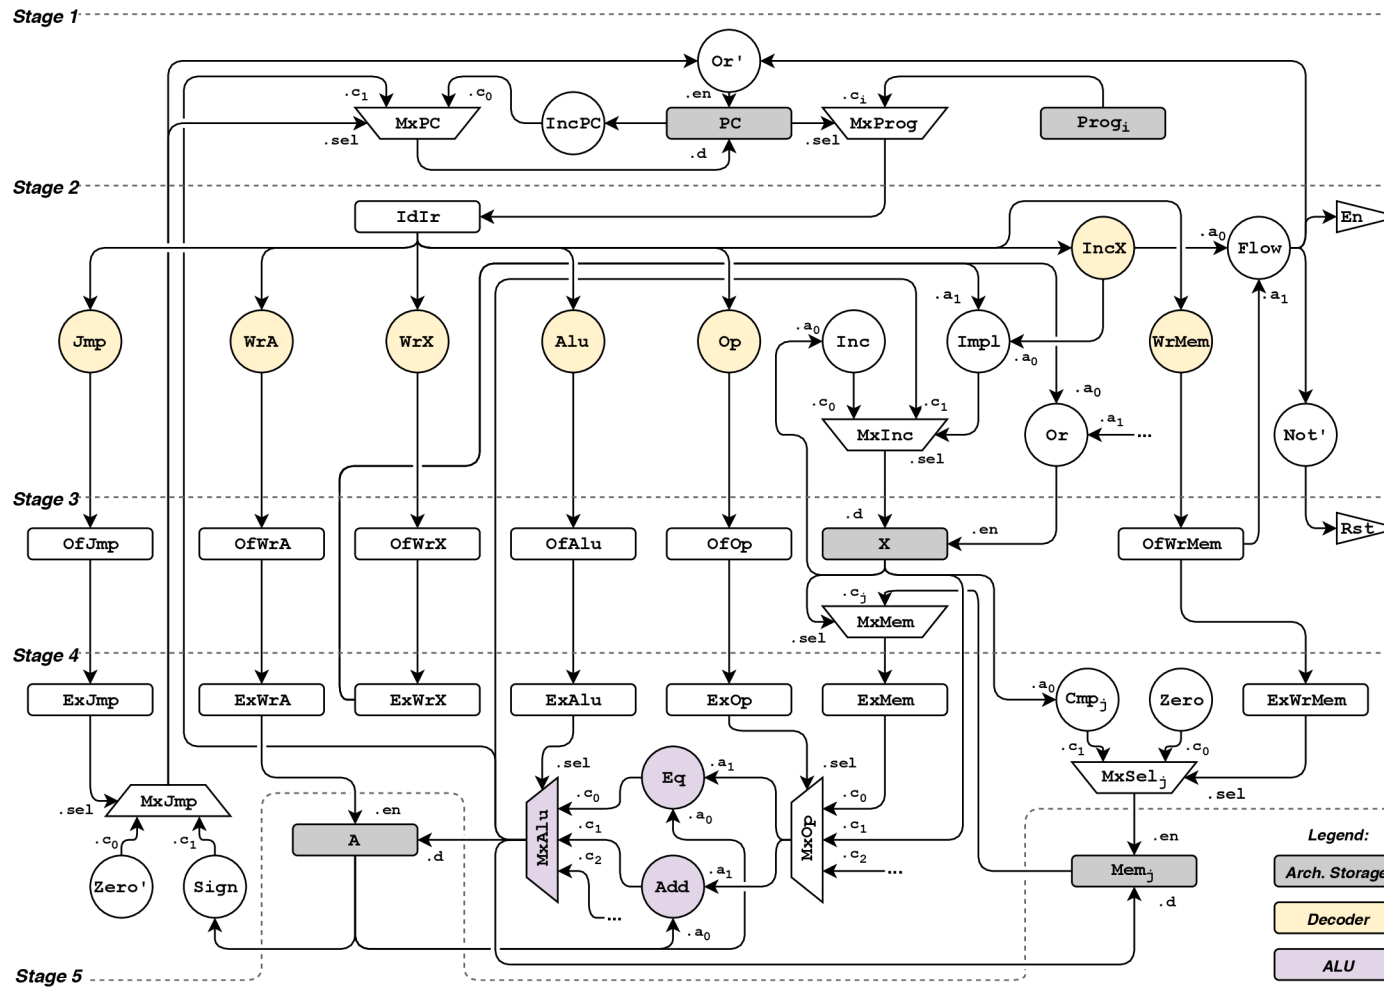 Stage 1
Or'
.c1
.c0
.en
.ci
MxPC
IncPC
PC
MxProg
Progi
.sel
.d
.sel
Stage 2
IdIr
En
IncX
.a0
Flow
.a1
.a1
Jmp
WrA
WrX
Alu
Op
.a0
Inc
Impl
.a0
WrMem
.c0
.c1
.a0
MxInc
Or
.a1
...
Not'
.sel
Stage 3
.d
.en
Rst
OfJmp
OfWrA
OfWrX
OfAlu
OfOp
X
OfWrMem
.cj
MxMem
.sel
Stage 4
ExJmp
ExWrA
ExWrX
ExAlu
ExOp
ExMem
.a0
Cmpj
Zero
ExWrMem
.c1
.c0
.sel
Eq
.a1
.sel
MxSelj
.sel
.sel
MxJmp
.en
.c0
.c0
.a0
.c1
.c1
A
.d
MxAlu
MxOp
.en
Legend:
.c0
.c1
.c2
.a1
.c2
...
Zero'
Sign
Add
Memj
Arch. Storage
.d
...
.a0
Decoder
ALU
Stage 5